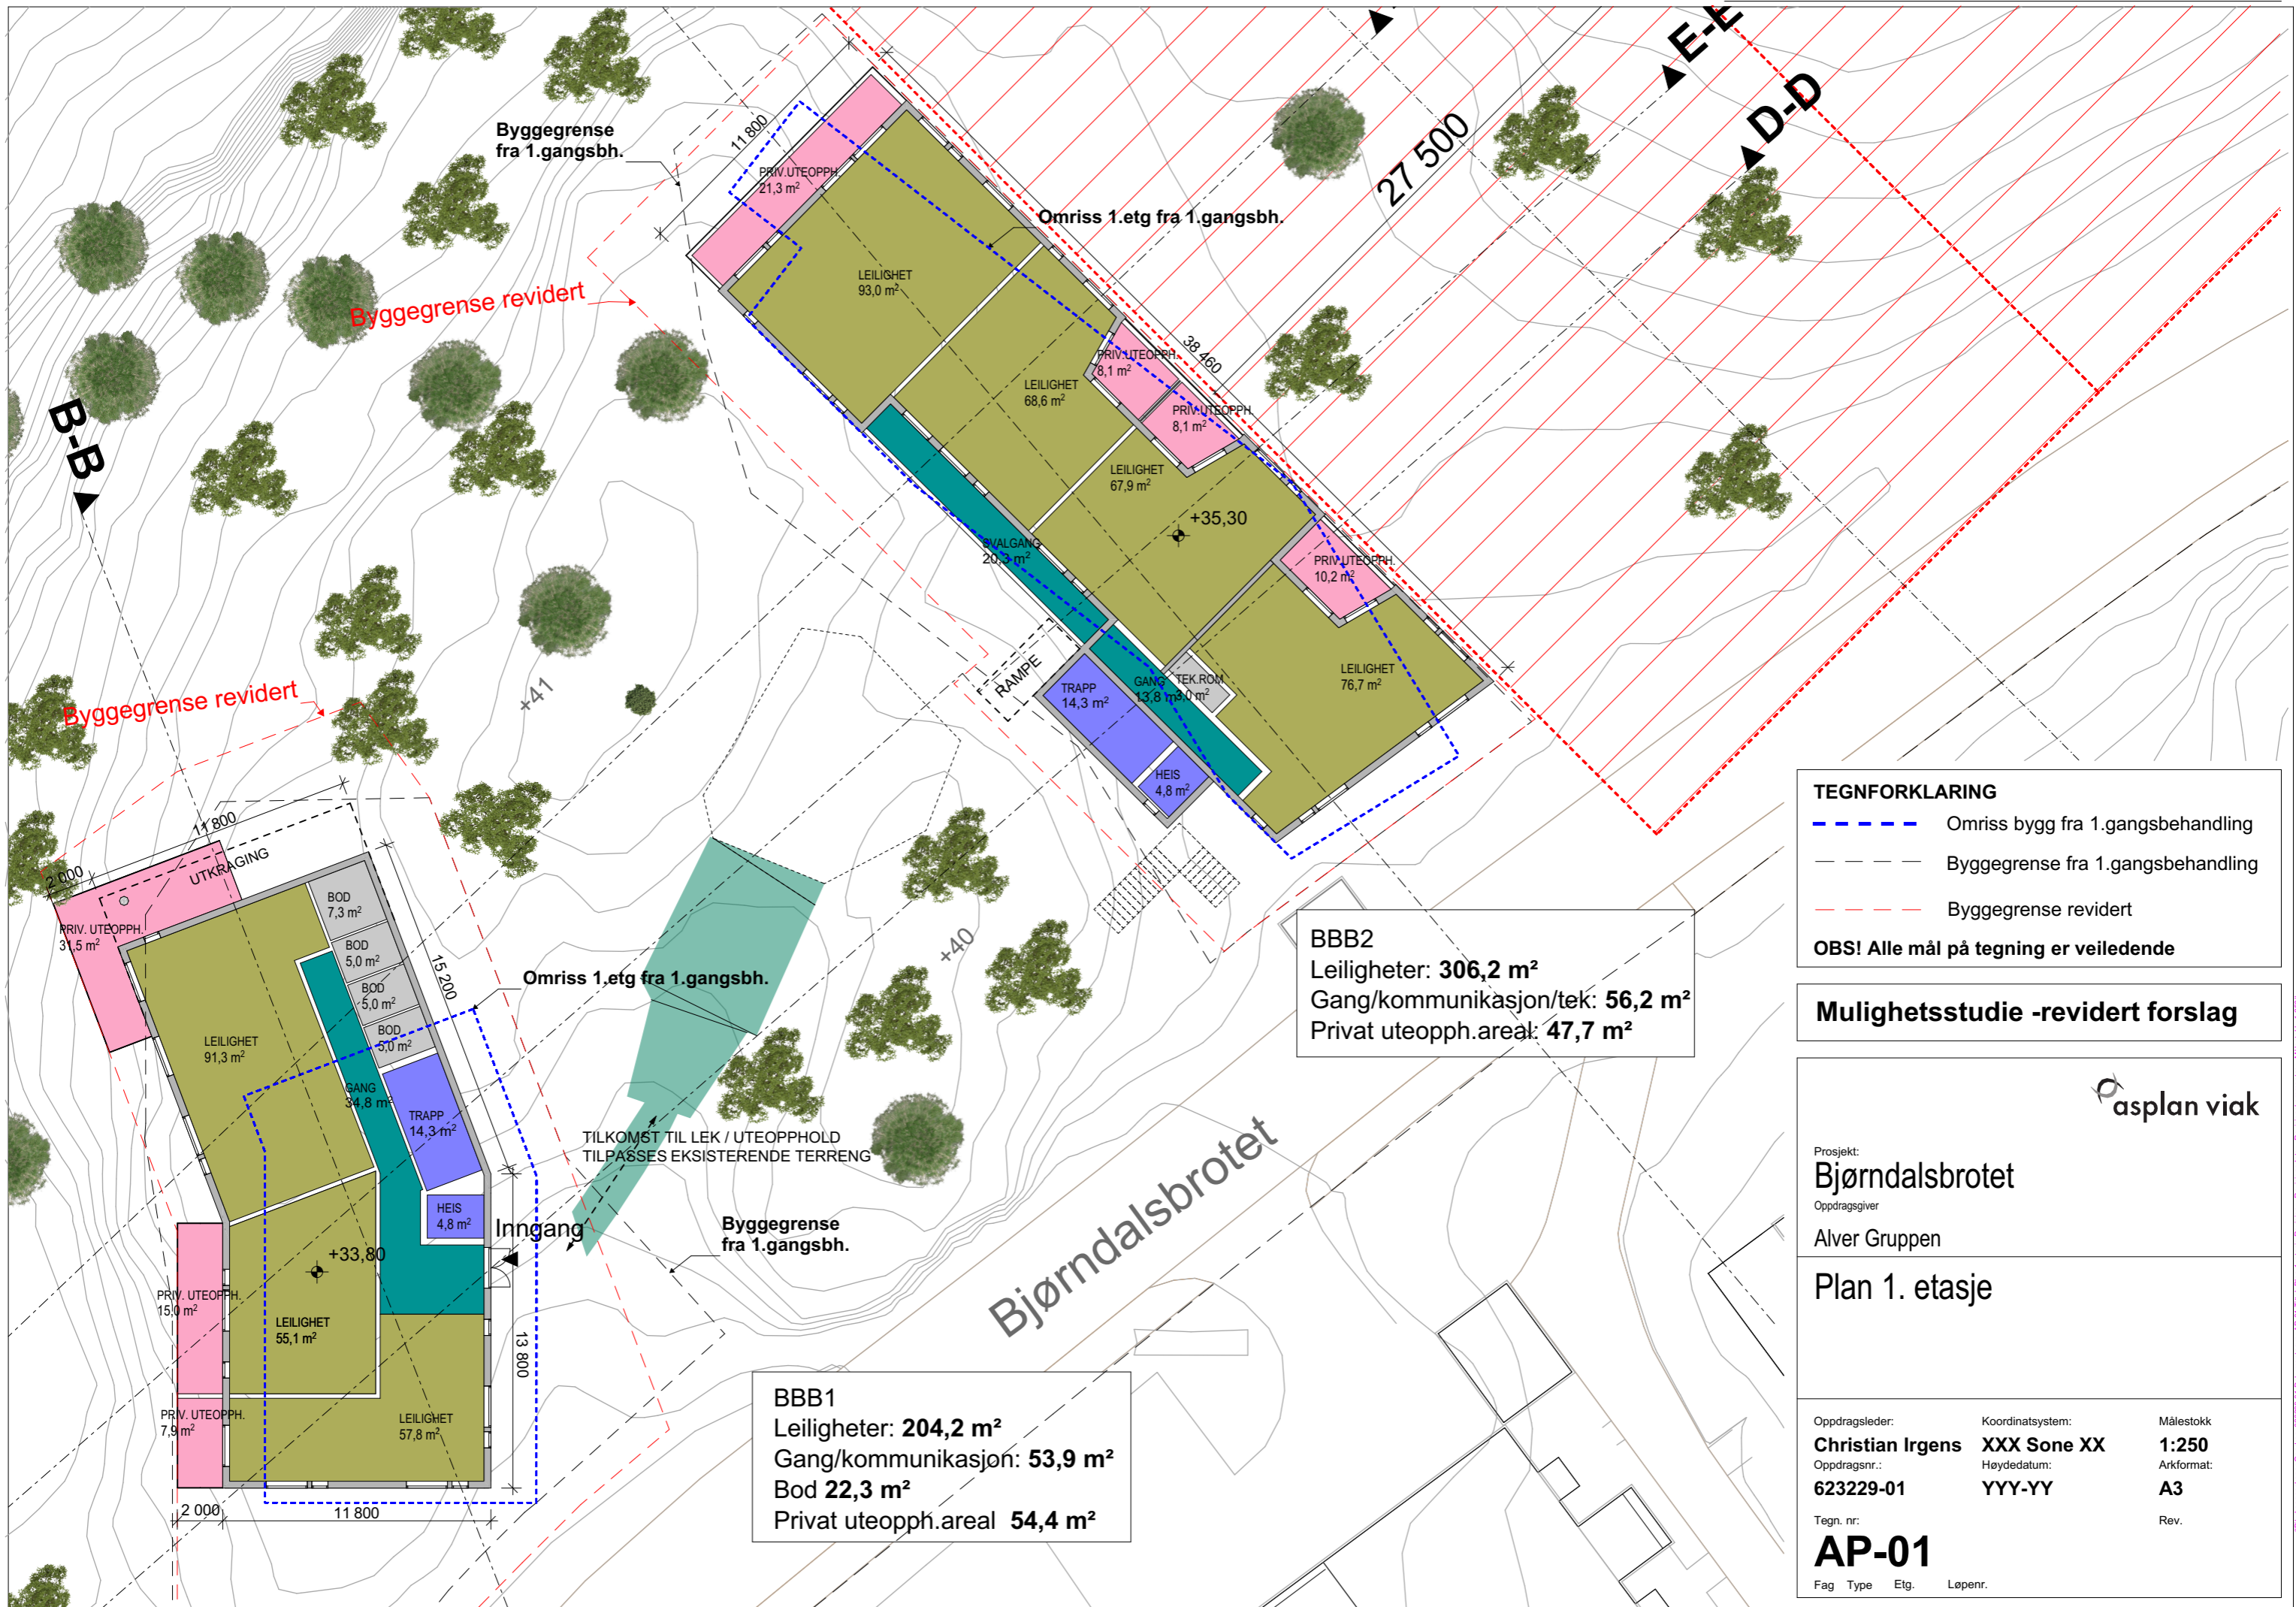 E-E
D-D
27 500
Byggegrense
fra 1.gangsbh.
11 800
PRIV.UTEOPPH.
21,3 m²
Omriss 1.etg fra 1.gangsbh.
LEILIGHET
93,0 m²
Byggegrense revidert
38 460
PRIV.UTEOPPH.
8,1 m²
LEILIGHET
68,6 m²
PRIV.UTEOPPH.
8,1 m²
B-B
LEILIGHET
67,9 m²
+35,30
SVALGANG
20,3 m²
PRIV.UTEOPPH.
10,2 m²
RAMPE
TRAPP
14,3 m²
GANG
13,8 m²
TEK.ROM
3,0 m²
LEILIGHET
76,7 m²
HEIS
4,8 m²
+41
Byggegrense revidert
11 800
2 000
UTKRAGING
PRIV. UTEOPPH.
31,5 m²
BOD
7,3 m²
BOD
5,0 m²
BOD
5,0 m²
BOD
5,0 m²
15 200
Omriss 1.etg fra 1.gangsbh.
+40
LEILIGHET
91,3 m²
GANG
34,8 m²
TRAPP
14,3 m²
TILKOMST TIL LEK / UTEOPPHOLD
TILPASSES EKSISTERENDE TERRENG
HEIS
4,8 m²
Inngang
Byggegrense
fra 1.gangsbh.
+33,80
PRIV. UTEOPPH.
15,0 m²
LEILIGHET
55,1 m²
13 800
PRIV. UTEOPPH.
7,9 m²
LEILIGHET
57,8 m²
2 000
11 800
Bjørndalsbrotet
BBB2
Leiligheter: 306,2 m²
Gang/kommunikasjon/tek: 56,2 m²
Privat uteopph.areal: 47,7 m²
BBB1
Leiligheter: 204,2 m²
Gang/kommunikasjon: 53,9 m²
Bod 22,3 m²
Privat uteopph.areal 54,4 m²
TEGNFORKLARING
Omriss bygg fra 1.gangsbehandling
Byggegrense fra 1.gangsbehandling
Byggegrense revidert
OBS! Alle mål på tegning er veiledende
Mulighetsstudie -revidert forslag
asplan viak
Prosjekt:
Bjørndalsbrotet
Oppdragsgiver
Alver Gruppen
Plan 1. etasje
Oppdragsleder: Koordinatsystem: Målestokk
Christian Irgens XXX Sone XX 1:250
Oppdragsnr.: Høydedatum: Arkformat:
623229-01 YYY-YY A3
Tegn. nr: Rev.
AP-01
Fag Type Etg. Løpenr.